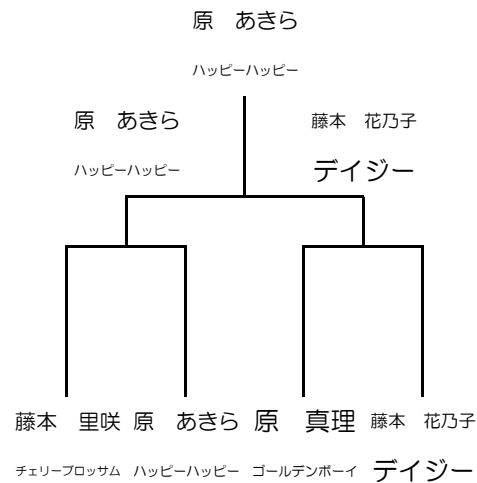 原　あきら
ハッピーハッピー
原　あきら
藤本　花乃子
ハッピーハッピー
デイジー
藤本　里咲
原　あきら
原　真理
藤本　花乃子
チェリーブロッサム
ハッピーハッピー
ゴールデンボーイ
デイジー